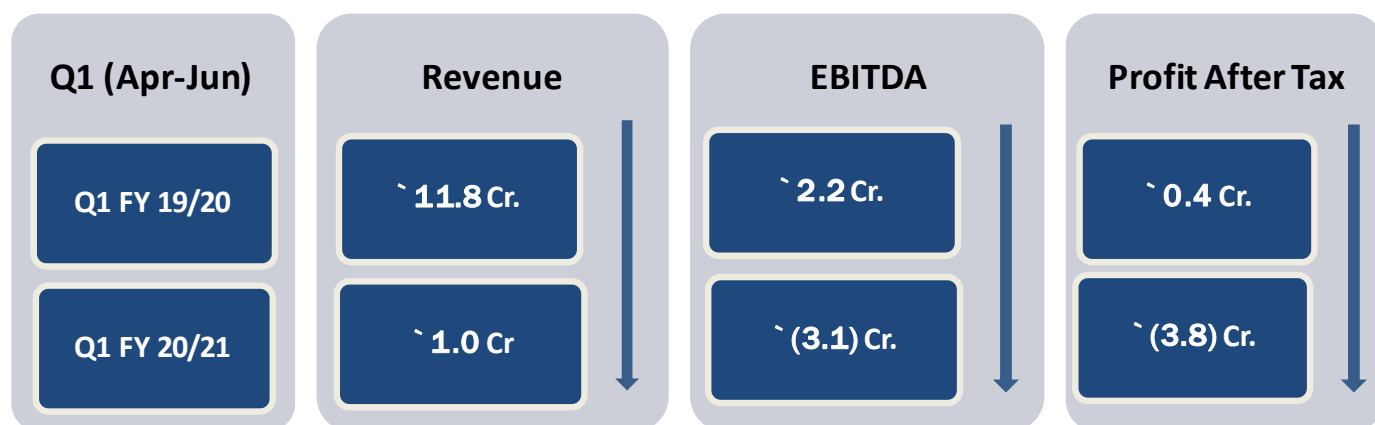 Q1 (Apr-Jun)
Revenue
EBITDA
Profit After Tax
Q1 FY 19/20
` 11.8 Cr.
` 2.2 Cr.
` 0.4 Cr.
Q1 FY 20/21
` 1.0 Cr
` (3.1) Cr.
` (3.8) Cr.